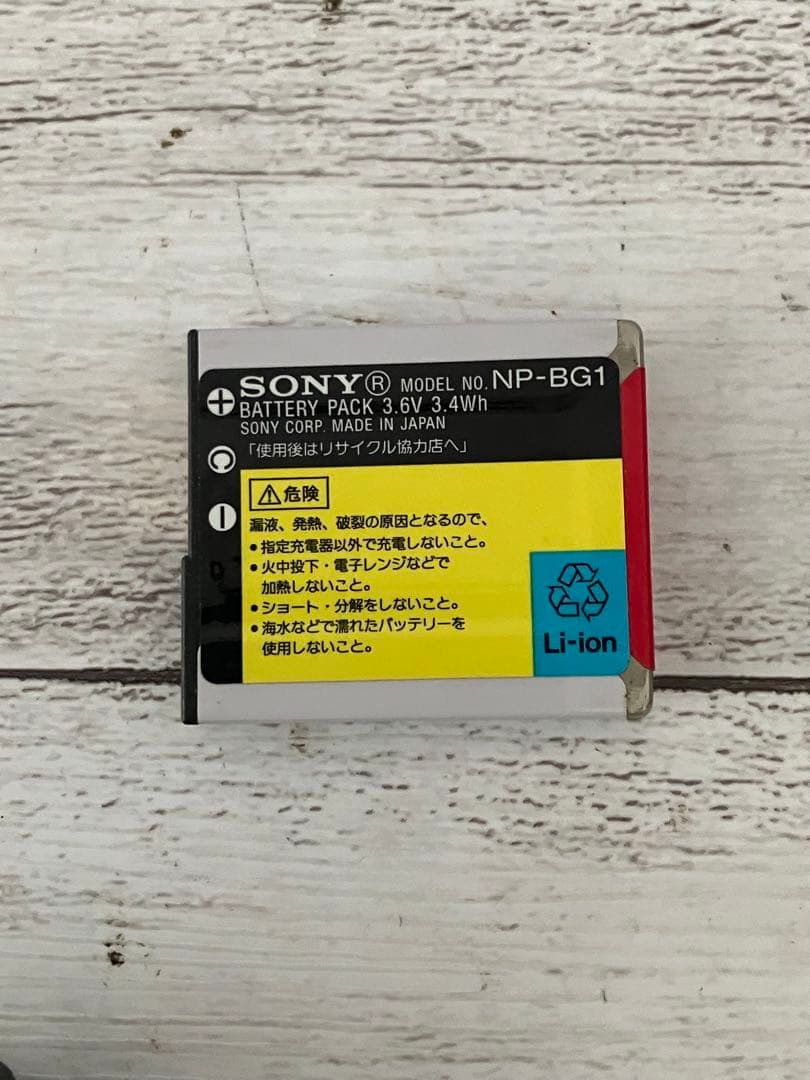 SONY® MODEL NO. NP-BG1
BATTERY PACK 3.6V 3.4Wh
SONY CORP. MADE IN JAPAN
「使用後はリサイクル協力店へ」
⚠危険
漏液、発熱、破裂の原因となるので、
●指定充電器以外で充電しないこと。
●火中投下・電子レンジなどで
加熱しないこと。
●ショート・分解をしないこと。
●海水などで濡れたバッテリーを
使用しないこと。
Li-ion